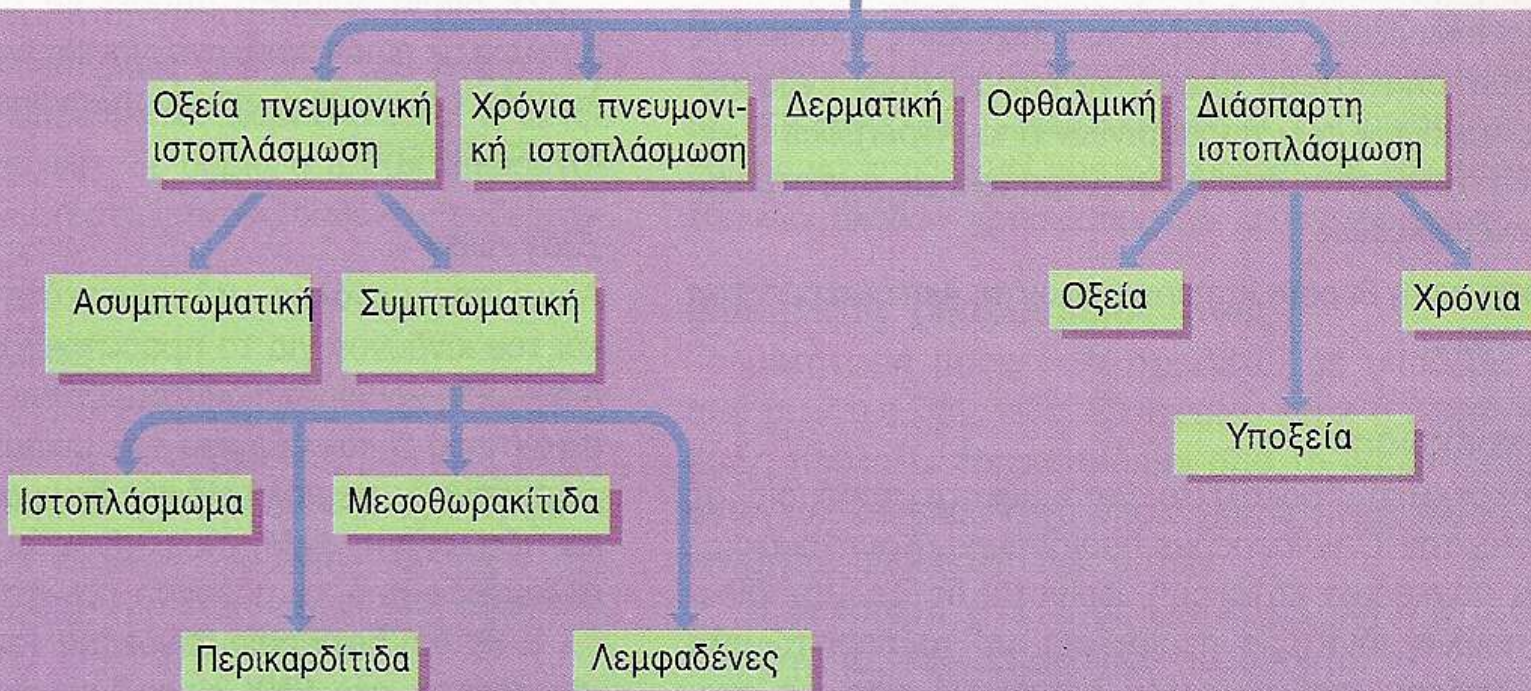 Οξεία πνευμονική
ιστοπλάσμωση
Χρόνια πνευμονι-
κή ιστοπλάσμωση
Δερματική
Οφθαλμική
Διάσπαρτη
ιστοπλάσμωση
Ασυμπτωματική
Συμπτωματική
Οξεία
Χρόνια
Υποξεία
Ιστοπλάσμωμα
Μεσοθωρακίτιδα
Περικαρδίτιδα
Λεμφαδένες